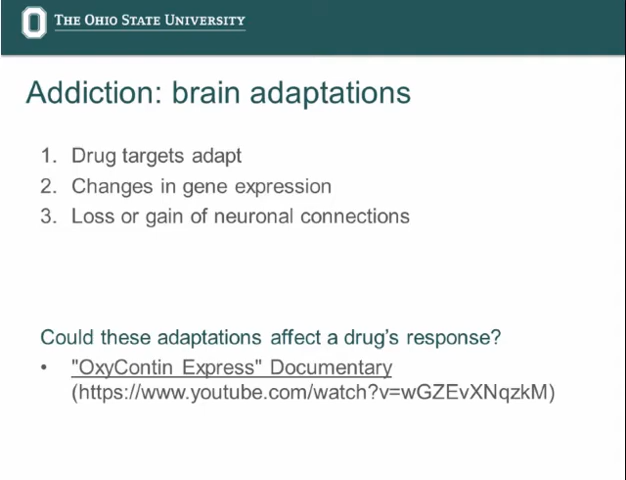 THE OHIO STATE UNIVERSITY
Addiction: brain adaptations
1. Drug targets adapt
2. Changes in gene expression
3. Loss or gain of neuronal connections
Could these adaptations affect a drug's response?
• "OxyContin Express" Documentary
(https://www.youtube.com/watch?v=wGZEvXNqzkM)